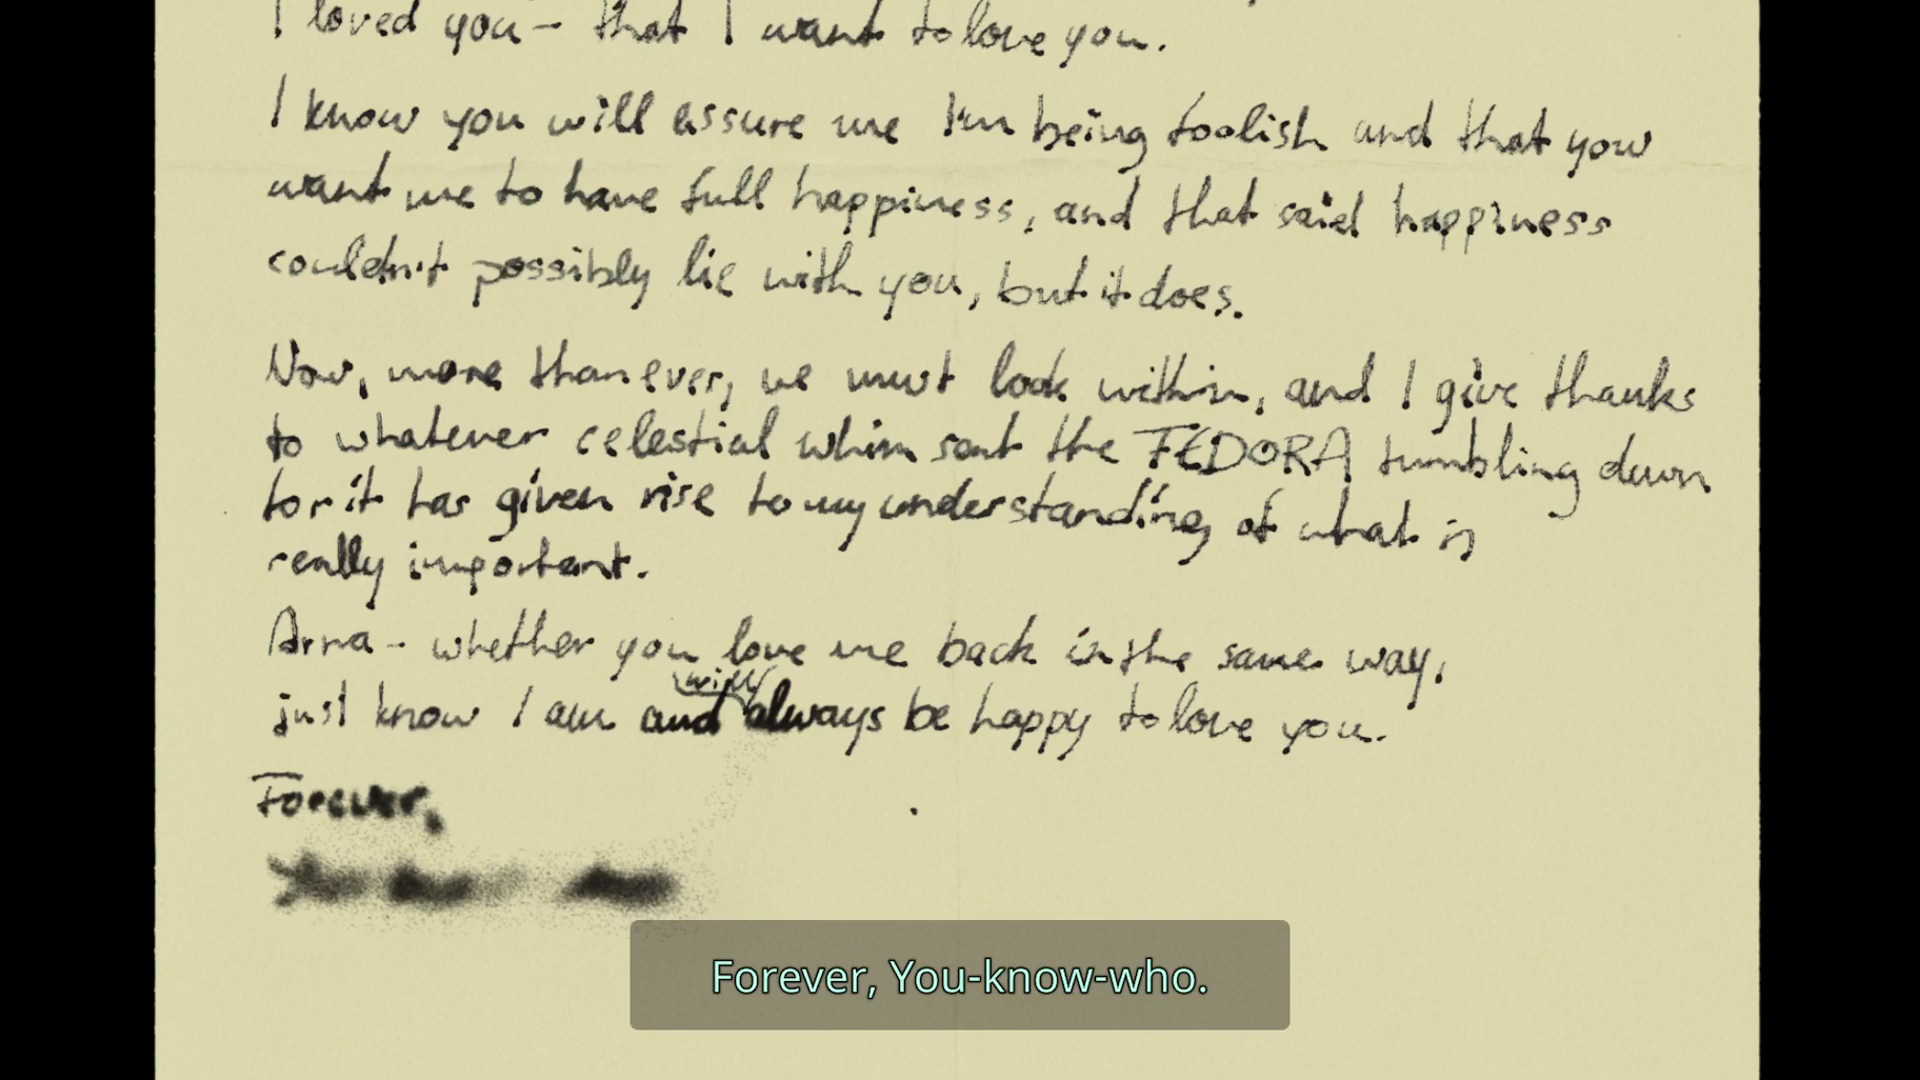 I loved you - that I want to love you.
I know you will assure me I'm being foolish and that you
want me to have full happiness, and that said happiness
couldn't possibly lie with you, but it does.
Now, more than ever, we must look within, and I give thanks
to whatever celestial whim sent the FEDORA tumbling down
for it has given rise to my understanding of what is
really important.
Arna - whether you love me back in the same way,
will
just know I am and always be happy to love you.
Forever,
Forever, You-know-who.